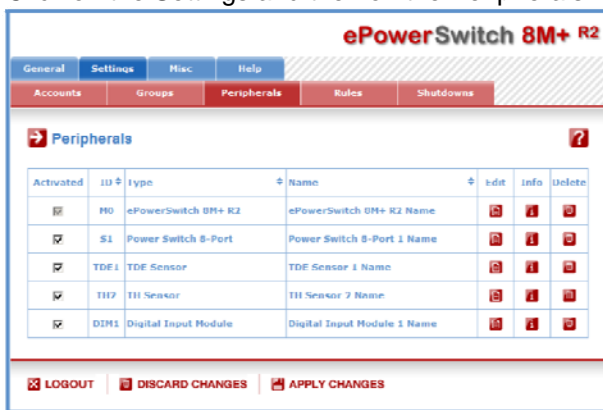 ePowerSwitch 8M+ R2
General Settings Misc Help
Accounts Groups Peripherals Rules Shutdowns
Peripherals ?
Activated ID Type Name Edit Info Delete
M0 ePowerSwitch 8M+ R2 ePowerSwitch 8M+ R2 Name
S1 Power Switch 8-Port Power Switch 8-Port 1 Name
TDE1 TDE Sensor TDE Sensor 1 Name
TH2 TH Sensor TH Sensor 2 Name
DIM1 Digital Input Module Digital Input Module 1 Name
LOGOUT DISCARD CHANGES APPLY CHANGES